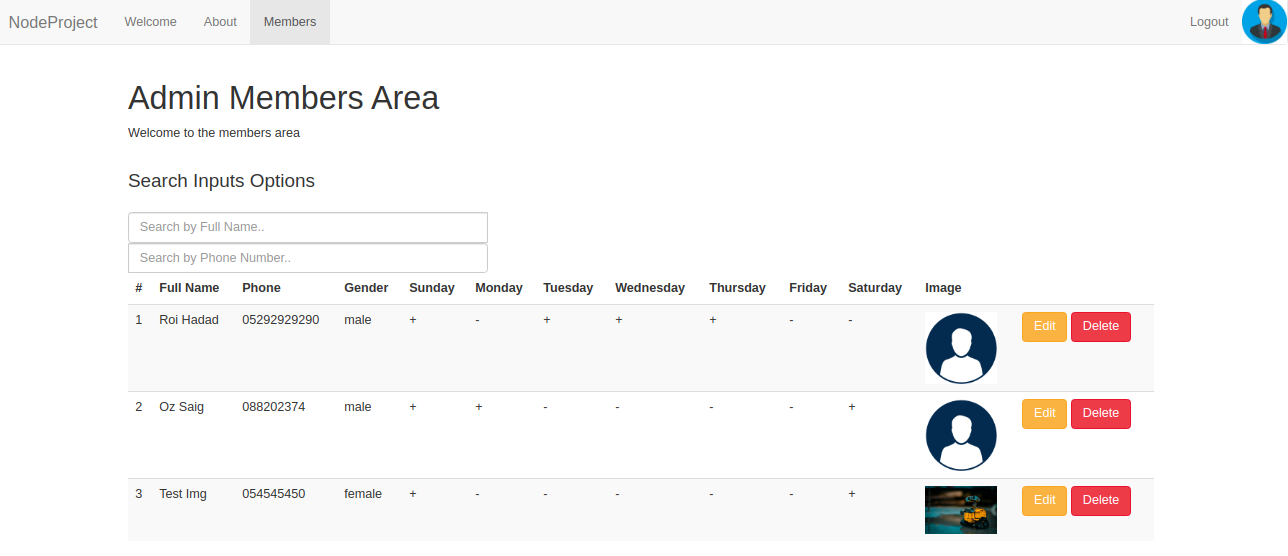 NodeProject Welcome About Members Logout
Admin Members Area
Welcome to the members area
Search Inputs Options
Search by Full Name..
Search by Phone Number..
# Full Name Phone Gender Sunday Monday Tuesday Wednesday Thursday Friday Saturday Image
1 Roi Hadad 05292929290 male + - + + + - - Edit Delete
2 Oz Saig 088202374 male + + - - - - + Edit Delete
3 Test Img 054545450 female + - - - - - + Edit Delete